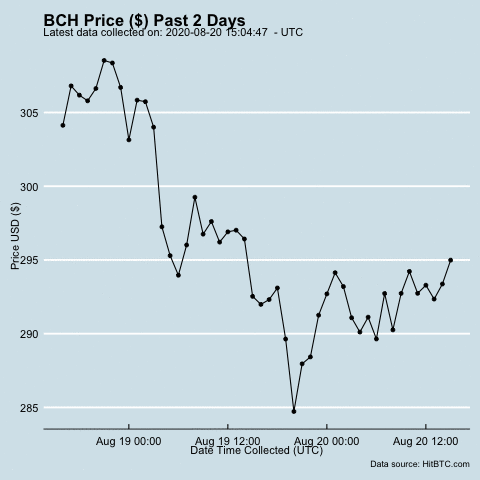 BCH Price ($) Past 2 Days
Latest data collected on: 2020-08-20 15:04:47 - UTC
Price USD ($)
305
300
295
290
285
Aug 19 00:00 Aug 19 12:00 Aug 20 00:00 Aug 20 12:00
Date Time Collected (UTC)
Data source: HitBTC.com